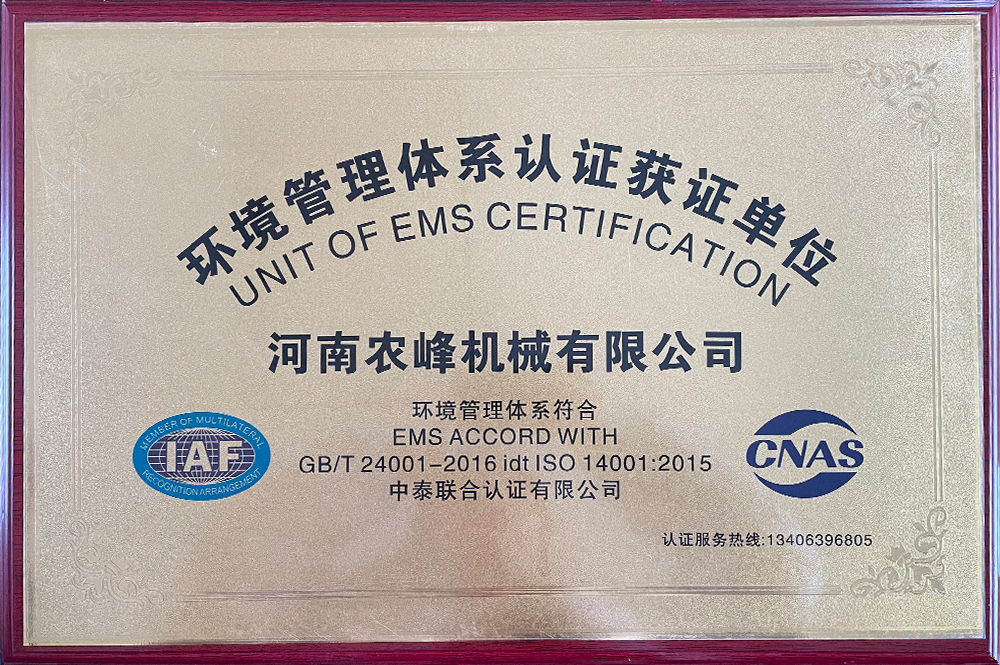 环境管理体系认证获证单位
UNIT OF EMS CERTIFICATION
河南农峰机械有限公司
环境管理体系符合
EMS ACCORD WITH
GB/T 24001-2016 idt ISO 14001:2015
中泰联合认证有限公司
MEMBER OF MULTILATERAL
IAF
RECOGNITION ARRANGEMENT
CNAS
认证服务热线:13406396805